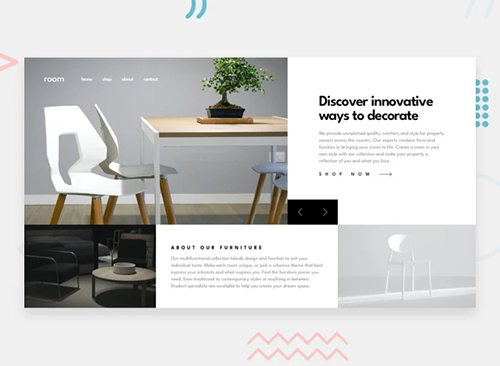 room
home shop about contact
Discover innovative
ways to decorate
We provide unmatched quality, comfort, and style for property
owners across the country. Our experts combine form and
function in bringing your vision to life. Create a room in your
own style with our collection and make your property a
reflection of you and what you love.
SHOP NOW
ABOUT OUR FURNITURE
Our multifunctional collection blends design and function to suit your
individual taste. Make each room unique, or pick a cohesive theme that best
express your interests and what inspires you. Find the furniture pieces you
need, from traditional to contemporary styles or anything in between.
Product specialists are available to help you create your dream space.